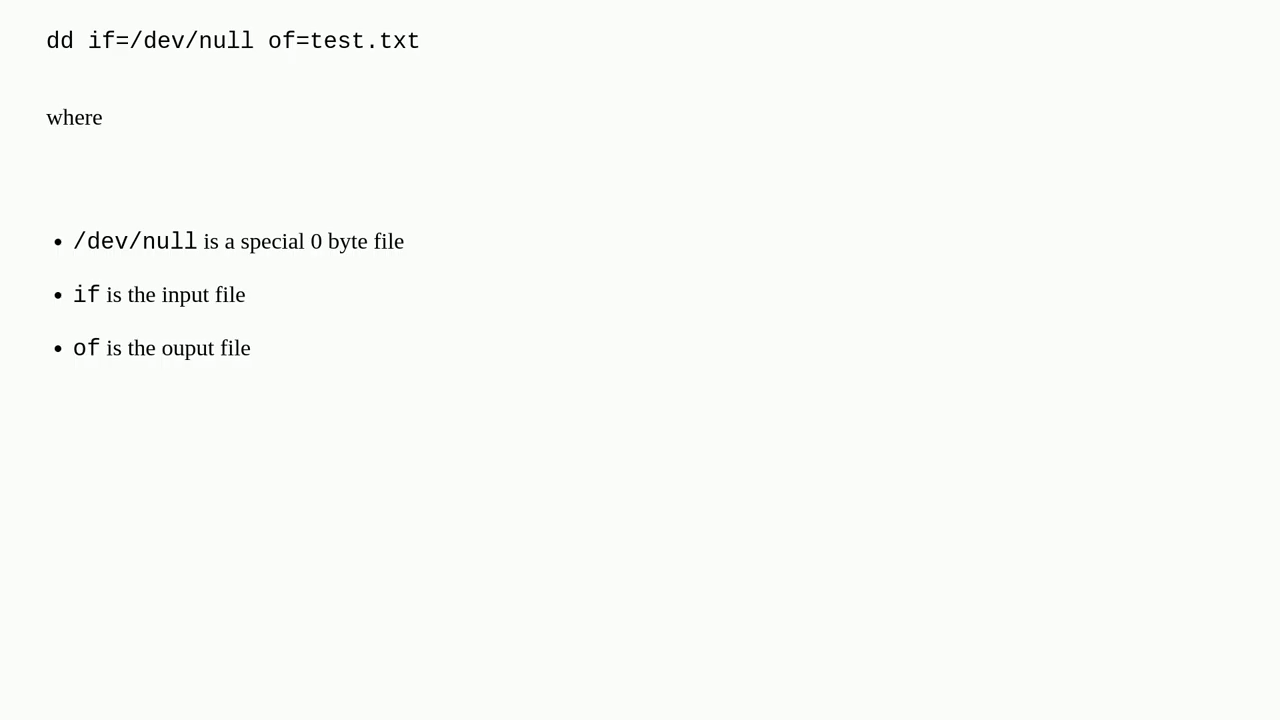 dd if=/dev/null of=test.txt
where
• /dev/null is a special 0 byte file
• if is the input file
• of is the ouput file